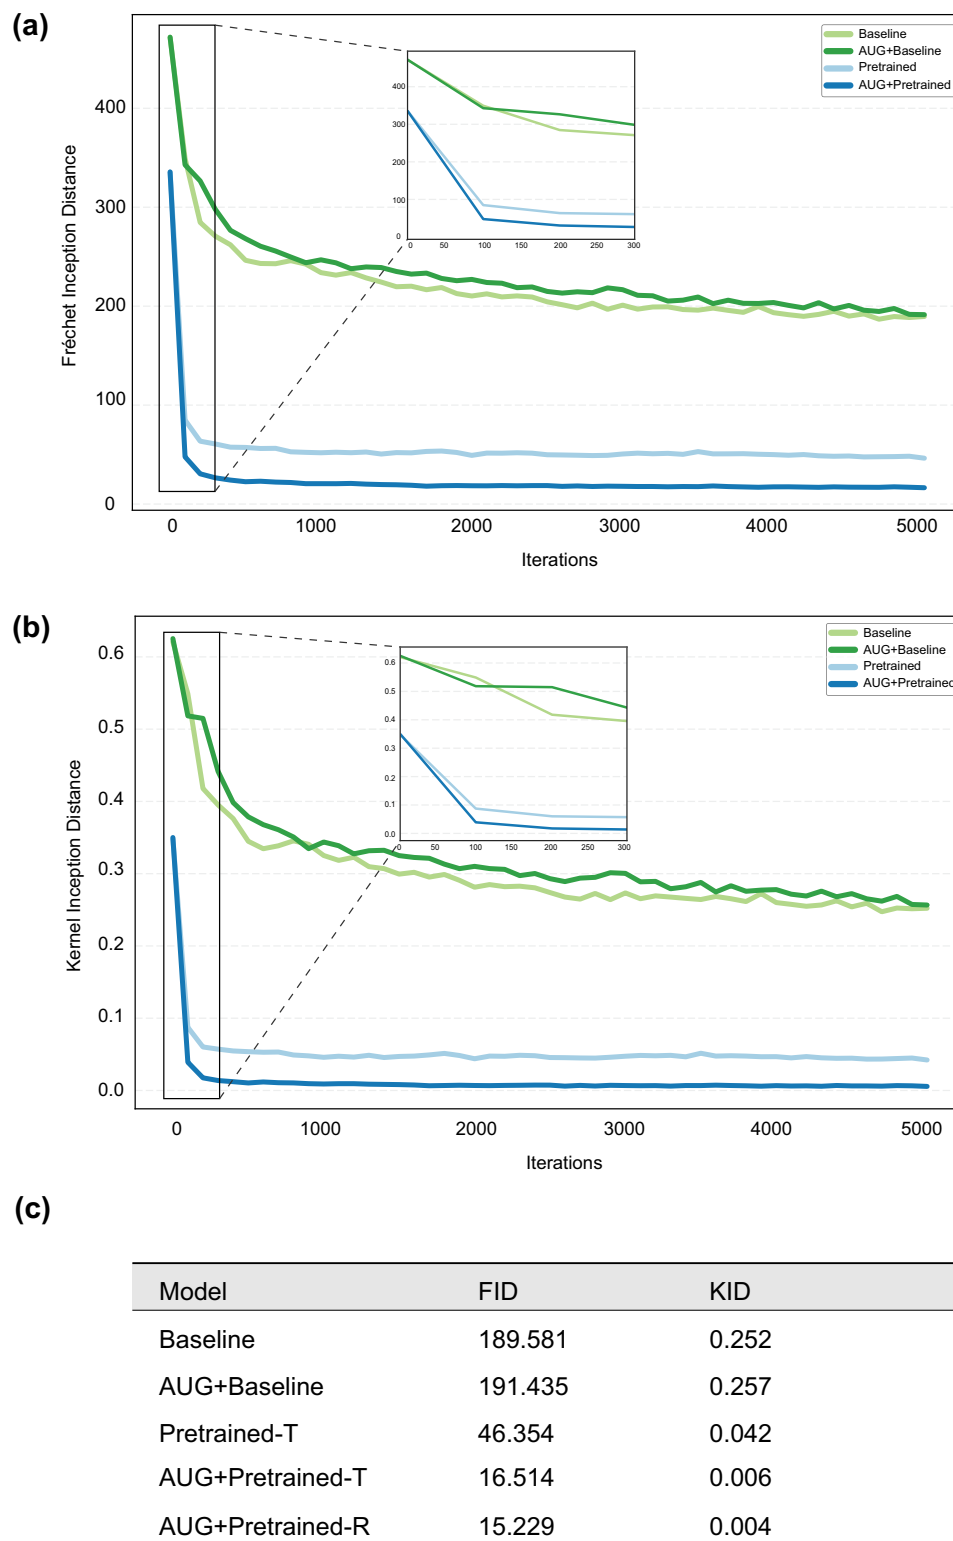 (a)
Baseline
AUG+Baseline
Pretrained
AUG+Pretrained
400
300
200
100
0
Fréchet Inception Distance
400
300
200
100
0
0 50 100 150 200 250 300
0 1000 2000 3000 4000 5000
Iterations
(b)
Baseline
AUG+Baseline
Pretrained
AUG+Pretrained
0.6
0.5
0.4
0.3
0.2
0.1
0.0
Kernel Inception Distance
0.6
0.5
0.4
0.3
0.2
0.1
0.0
0 50 100 150 200 250 300
0 1000 2000 3000 4000 5000
Iterations
(c)
Model FID KID
Baseline 189.581 0.252
AUG+Baseline 191.435 0.257
Pretrained-T 46.354 0.042
AUG+Pretrained-T 16.514 0.006
AUG+Pretrained-R 15.229 0.004